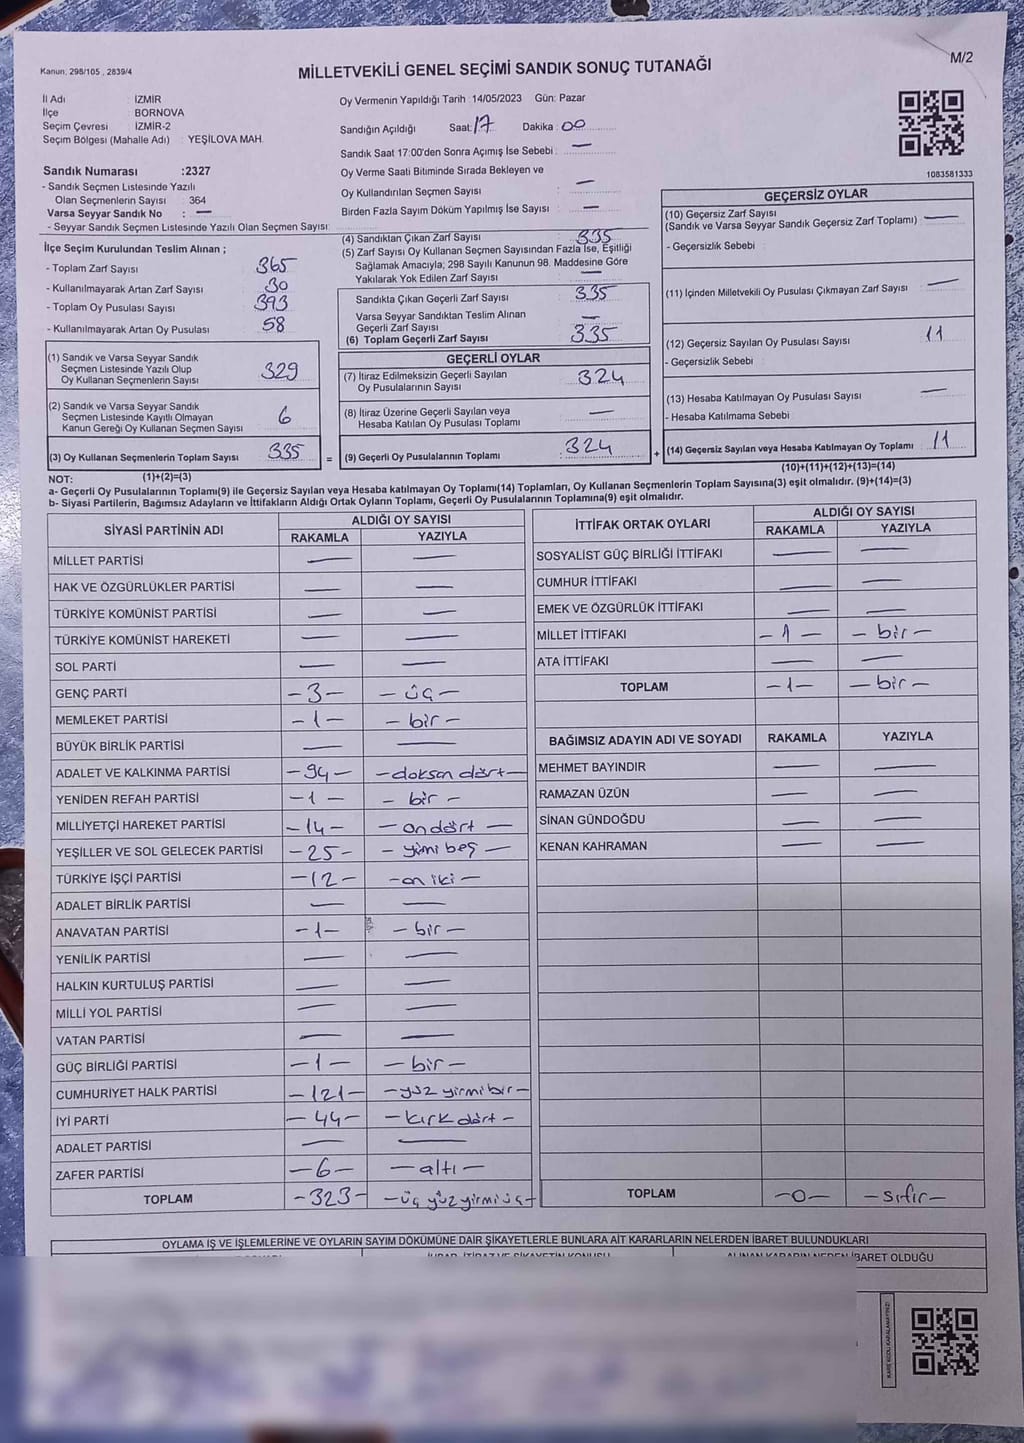 Kanun: 298/105 , 2839/4
MİLLETVEKİLİ GENEL SEÇİMİ SANDIK SONUÇ TUTANAĞI
M/2
İl Adı İZMİR
İlçe BORNOVA
Seçim Çevresi İZMİR-2
Seçim Bölgesi (Mahalle Adı) : YEŞİLOVA MAH.
Sandık Numarası :2327
- Sandık Seçmen Listesinde Yazılı
Olan Seçmenlerin Sayısı : 364
Varsa Seyyar Sandık No : —
- Seyyar Sandık Seçmen Listesinde Yazılı Olan Seçmen Sayısı:
Oy Vermenin Yapıldığı Tarih : 14/05/2023 Gün: Pazar
Sandığın Açıldığı Saat: 17 Dakika : 00
Sandık Saat 17:00'den Sonra Açımış İse Sebebi : —
Oy Verme Saati Bitiminde Sırada Bekleyen ve
Oy Kullandırılan Seçmen Sayısı —
Birden Fazla Sayım Döküm Yapılmış İse Sayısı : —
1083581333
İlçe Seçim Kurulundan Teslim Alınan ;
- Toplam Zarf Sayısı 365
- Kullanılmayarak Artan Zarf Sayısı : 30
- Toplam Oy Pusulası Sayısı : 393
- Kullanılmayarak Artan Oy Pusulası : 58
(4) Sandıktan Çıkan Zarf Sayısı : 335
(5) Zarf Sayısı Oy Kullanan Seçmen Sayısından Fazla İse, Eşitliği
Sağlamak Amacıyla; 298 Sayılı Kanunun 98. Maddesine Göre
Yakılarak Yok Edilen Zarf Sayısı —
Sandıkta Çıkan Geçerli Zarf Sayısı : 335
Varsa Seyyar Sandıktan Teslim Alınan
Geçerli Zarf Sayısı —
(6) Toplam Geçerli Zarf Sayısı : 335
GEÇERSİZ OYLAR
(10) Geçersiz Zarf Sayısı
(Sandık ve Varsa Seyyar Sandık Geçersiz Zarf Toplamı) : —
- Geçersizlik Sebebi
(11) İçinden Milletvekili Oy Pusulası Çıkmayan Zarf Sayısı : —
(12) Geçersiz Sayılan Oy Pusulası Sayısı : 11
- Geçersizlik Sebebi
(13) Hesaba Katılmayan Oy Pusulası Sayısı : —
- Hesaba Katılmama Sebebi
(14) Geçersiz Sayılan veya Hesaba Katılmayan Oy Toplamı : 11
(10)+(11)+(12)+(13)=(14)
(1) Sandık ve Varsa Seyyar Sandık
Seçmen Listesinde Yazılı Olup
Oy Kullanan Seçmenlerin Sayısı : 329
(2) Sandık ve Varsa Seyyar Sandık
Seçmen Listesinde Kayıtlı Olmayan
Kanun Gereği Oy Kullanan Seçmen Sayısı : 6
(3) Oy Kullanan Seçmenlerin Toplam Sayısı : 335 =
GEÇERLİ OYLAR
(7) İtiraz Edilmeksizin Geçerli Sayılan
Oy Pusulalarının Sayısı : 324
(8) İtiraz Üzerine Geçerli Sayılan veya
Hesaba Katılan Oy Pusulası Toplamı : —
(9) Geçerli Oy Pusulalarının Toplamı : 324 +
NOT: (1)+(2)=(3)
a- Geçerli Oy Pusulalarının Toplamı(9) ile Geçersiz Sayılan veya Hesaba katılmayan Oy Toplamı(14) Toplamları, Oy Kullanan Seçmenlerin Toplam Sayısına(3) eşit olmalıdır. (9)+(14)=(3)
b- Siyasi Partilerin, Bağımsız Adayların ve İttifakların Aldığı Ortak Oyların Toplamı, Geçerli Oy Pusulalarının Toplamına(9) eşit olmalıdır.
SİYASİ PARTİNİN ADI ALDIĞI OY SAYISI
RAKAMLA YAZIYLA
MİLLET PARTİSİ — —
HAK VE ÖZGÜRLÜKLER PARTİSİ — —
TÜRKİYE KOMÜNİST PARTİSİ — —
TÜRKİYE KOMÜNİST HAREKETİ — —
SOL PARTİ — —
GENÇ PARTİ -3- - üç -
MEMLEKET PARTİSİ -1- - bir -
BÜYÜK BİRLİK PARTİSİ — —
ADALET VE KALKINMA PARTİSİ -94- - doksan dört -
YENİDEN REFAH PARTİSİ -1- - bir -
MİLLİYETÇİ HAREKET PARTİSİ -14- - ondört -
YEŞİLLER VE SOL GELECEK PARTİSİ -25- - yimi beş -
TÜRKİYE İŞÇİ PARTİSİ -12- - on iki -
ADALET BİRLİK PARTİSİ — —
ANAVATAN PARTİSİ -1- - bir -
YENİLİK PARTİSİ — —
HALKIN KURTULUŞ PARTİSİ — —
MİLLİ YOL PARTİSİ — —
VATAN PARTİSİ — —
GÜÇ BİRLİĞİ PARTİSİ -1- - bir -
CUMHURİYET HALK PARTİSİ -121- - yüz yirmi bir -
İYİ PARTİ -44- - kırk dört -
ADALET PARTİSİ — —
ZAFER PARTİSİ -6- - altı -
TOPLAM -323- - üç yüz yirmi üç -
İTTİFAK ORTAK OYLARI ALDIĞI OY SAYISI
RAKAMLA YAZIYLA
SOSYALİST GÜÇ BİRLİĞİ İTTİFAKI — —
CUMHUR İTTİFAKI — —
EMEK VE ÖZGÜRLÜK İTTİFAKI — —
MİLLET İTTİFAKI -1- - bir -
ATA İTTİFAKI — —
TOPLAM -1- - bir -
BAĞIMSIZ ADAYIN ADI VE SOYADI RAKAMLA YAZIYLA
MEHMET BAYINDIR — —
RAMAZAN ÜZÜN — —
SİNAN GÜNDOĞDU — —
KENAN KAHRAMAN — —
TOPLAM -0- - sıfır -
OYLAMA İŞ VE İŞLEMLERİNE VE OYLARIN SAYIM DÖKÜMÜNE DAİR ŞİKAYETLERLE BUNLARA AİT KARARLARIN NELERDEN İBARET BULUNDUKLARI
ALINAN KARARIN NEDEN İBARET OLDUĞU
KARE KODU KARALAMAYINIZ!